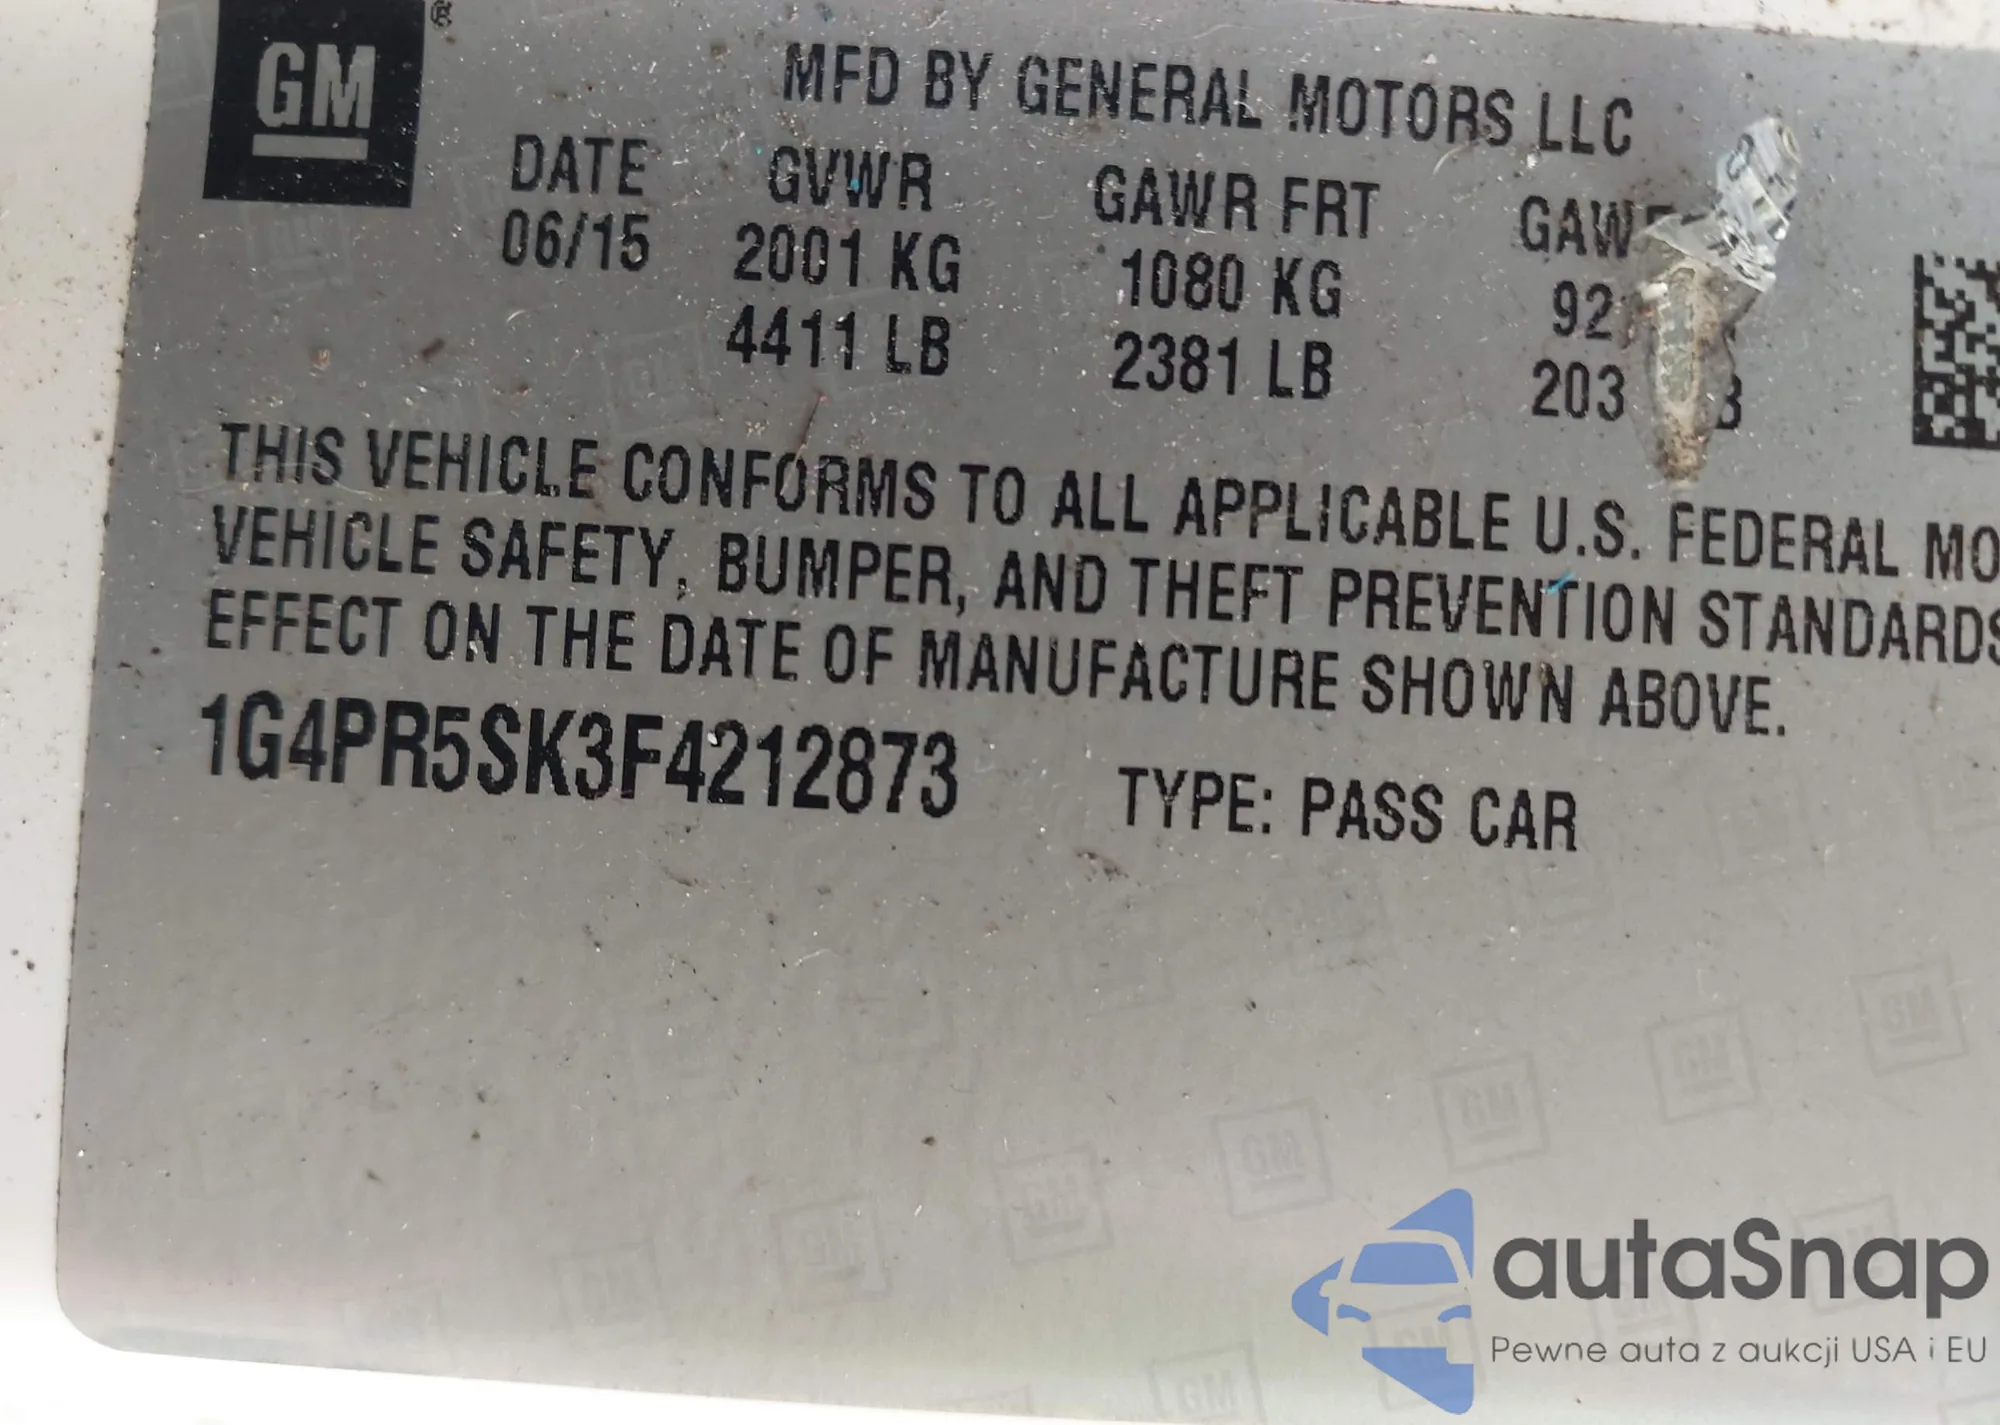 GM
MFD BY GENERAL MOTORS LLC
DATE GVWR GAWR FRT
06/15 2001 KG 1080 KG
4411 LB 2381 LB
THIS VEHICLE CONFORMS TO ALL APPLICABLE U.S. FEDERAL MO
VEHICLE SAFETY, BUMPER, AND THEFT PREVENTION STANDARDS
EFFECT ON THE DATE OF MANUFACTURE SHOWN ABOVE.
1G4PR5SK3F4212873 TYPE: PASS CAR
autaSnap
Pewne auta z aukcji USA i EU